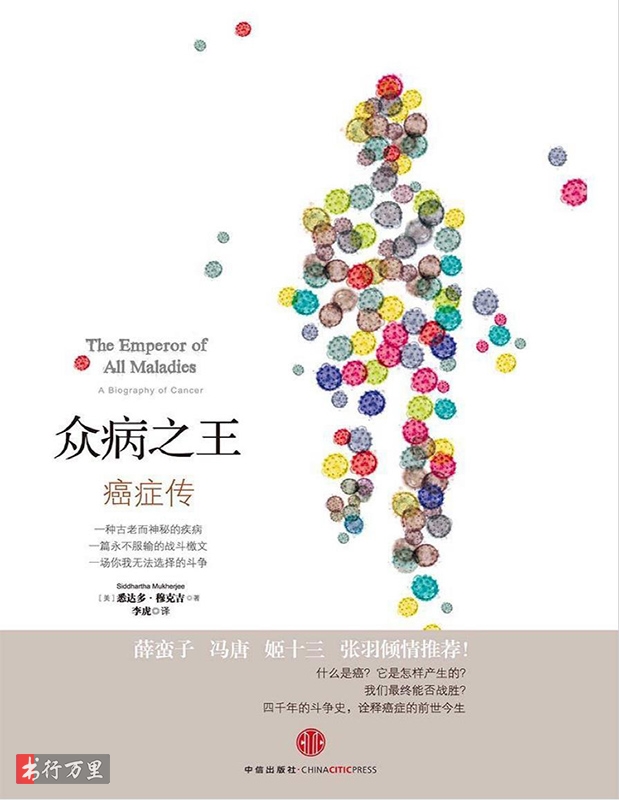 The Emperor of
All Maladies
A Biography of Cancer
众病之王
癌症传
一种古老而神秘的疾病
一篇永不服输的战斗檄文
一场你我无法选择的斗争
Siddhartha Mukherjee
[美]悉达多·穆克吉◎著
李虎◎译
薛蛮子 冯唐 姬十三 张羽倾情推荐!
什么是癌?它是怎样产生的?
我们最终能否战胜?
四千年的斗争史,诠释癌症的前世今生
中信出版社·CHINACITICPRESS
书行万里